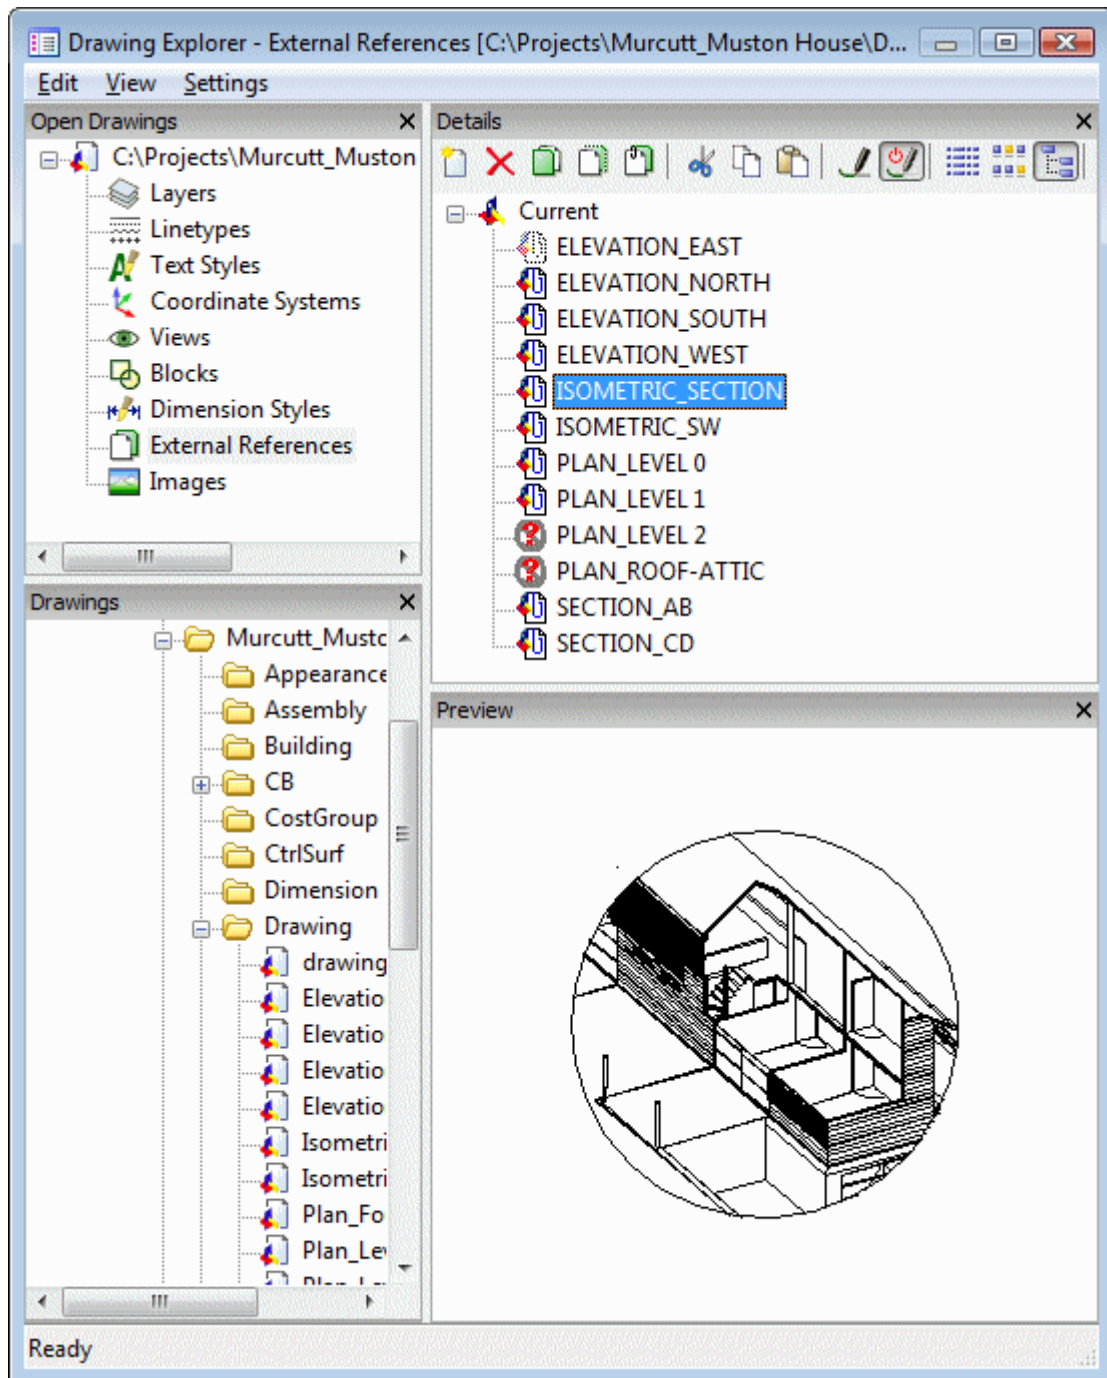 Drawing Explorer - External References [C:\Projects\Murcutt_Muston House\D...
Edit View Settings
Open Drawings
C:\Projects\Murcutt_Muston
Layers
Linetypes
Text Styles
Coordinate Systems
Views
Blocks
Dimension Styles
External References
Images
Details
Current
ELEVATION_EAST
ELEVATION_NORTH
ELEVATION_SOUTH
ELEVATION_WEST
ISOMETRIC_SECTION
ISOMETRIC_SW
PLAN_LEVEL 0
PLAN_LEVEL 1
PLAN_LEVEL 2
PLAN_ROOF-ATTIC
SECTION_AB
SECTION_CD
Drawings
Murcutt_Mustc
Appearance
Assembly
Building
CB
CostGroup
CtrlSurf
Dimension
Drawing
drawing
Elevatio
Elevatio
Elevatio
Elevatio
Isometri
Isometri
Plan_Fo
Plan_Le
Preview
Ready